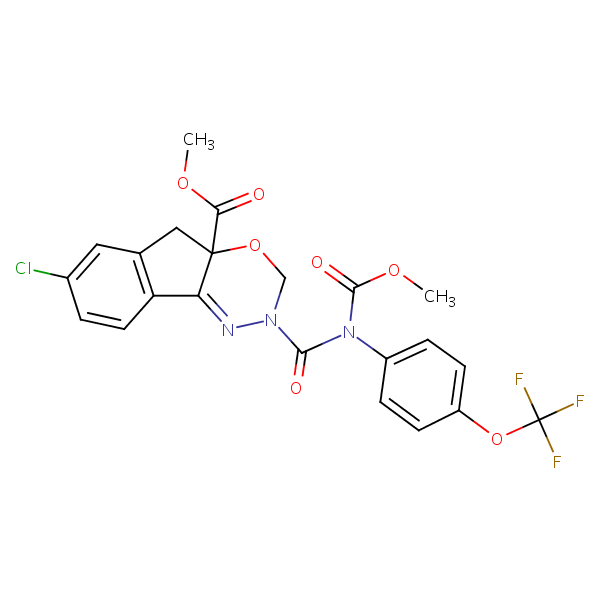 CH₃
O O
Cl O O O
CH₃
N N N
O F F
O F